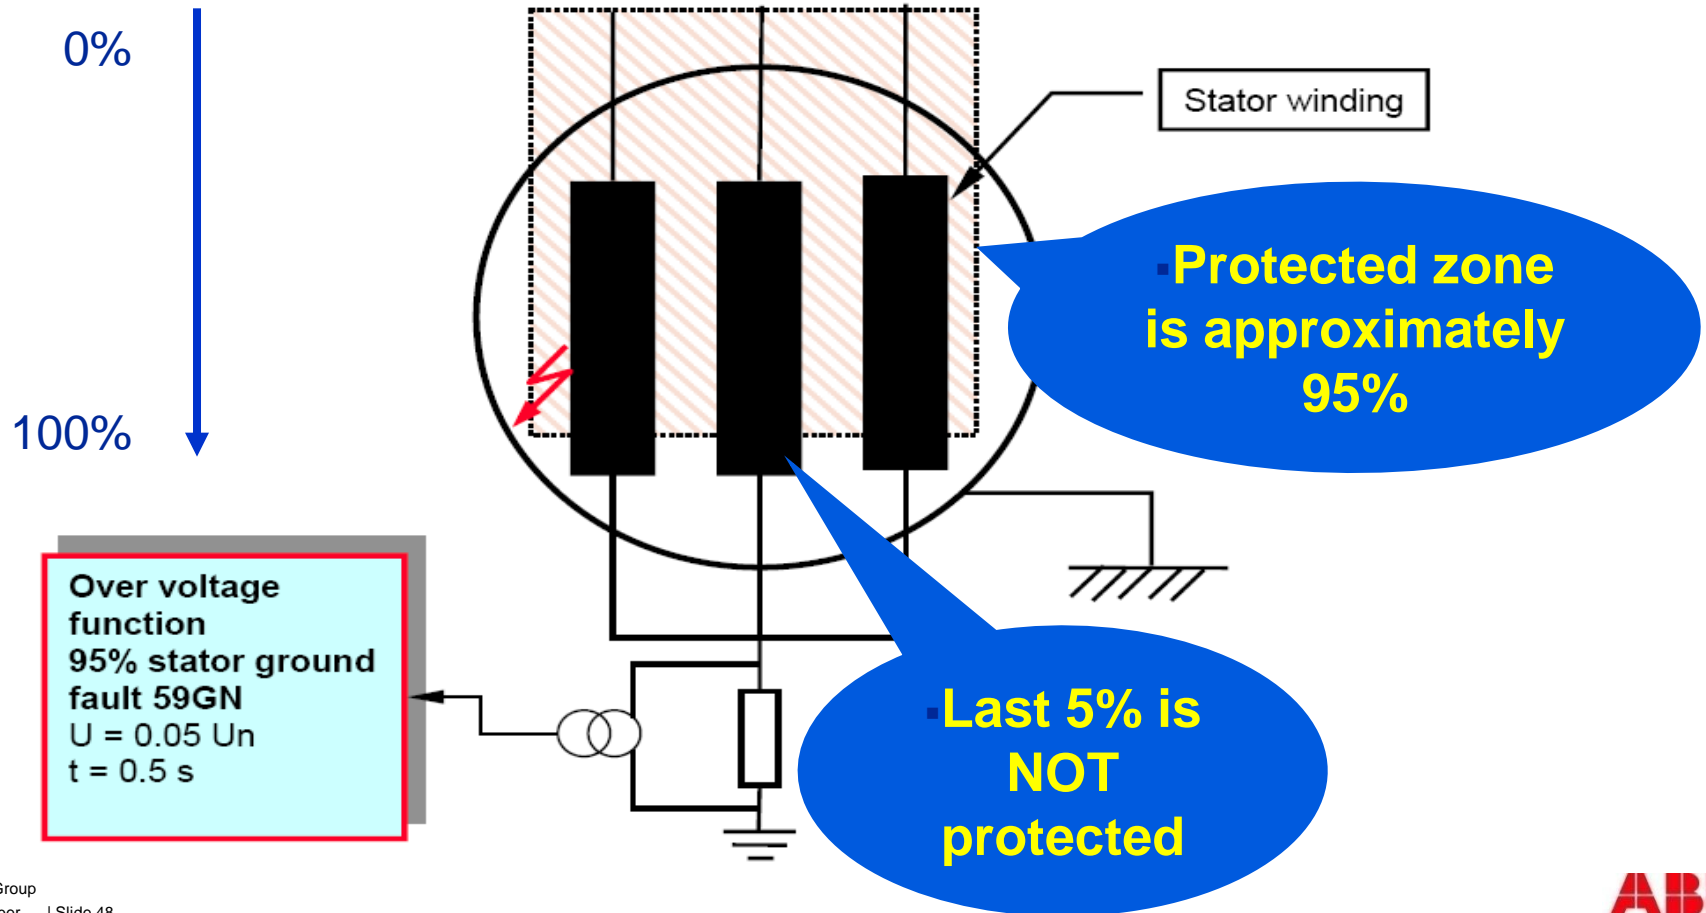 0%
Stator winding
▪Protected zone
is approximately
95%
100%
Over voltage
function
95% stator ground
fault 59GN
U = 0.05 Un
t = 0.5 s
▪Last 5% is
NOT
protected
Group
| Slide 48